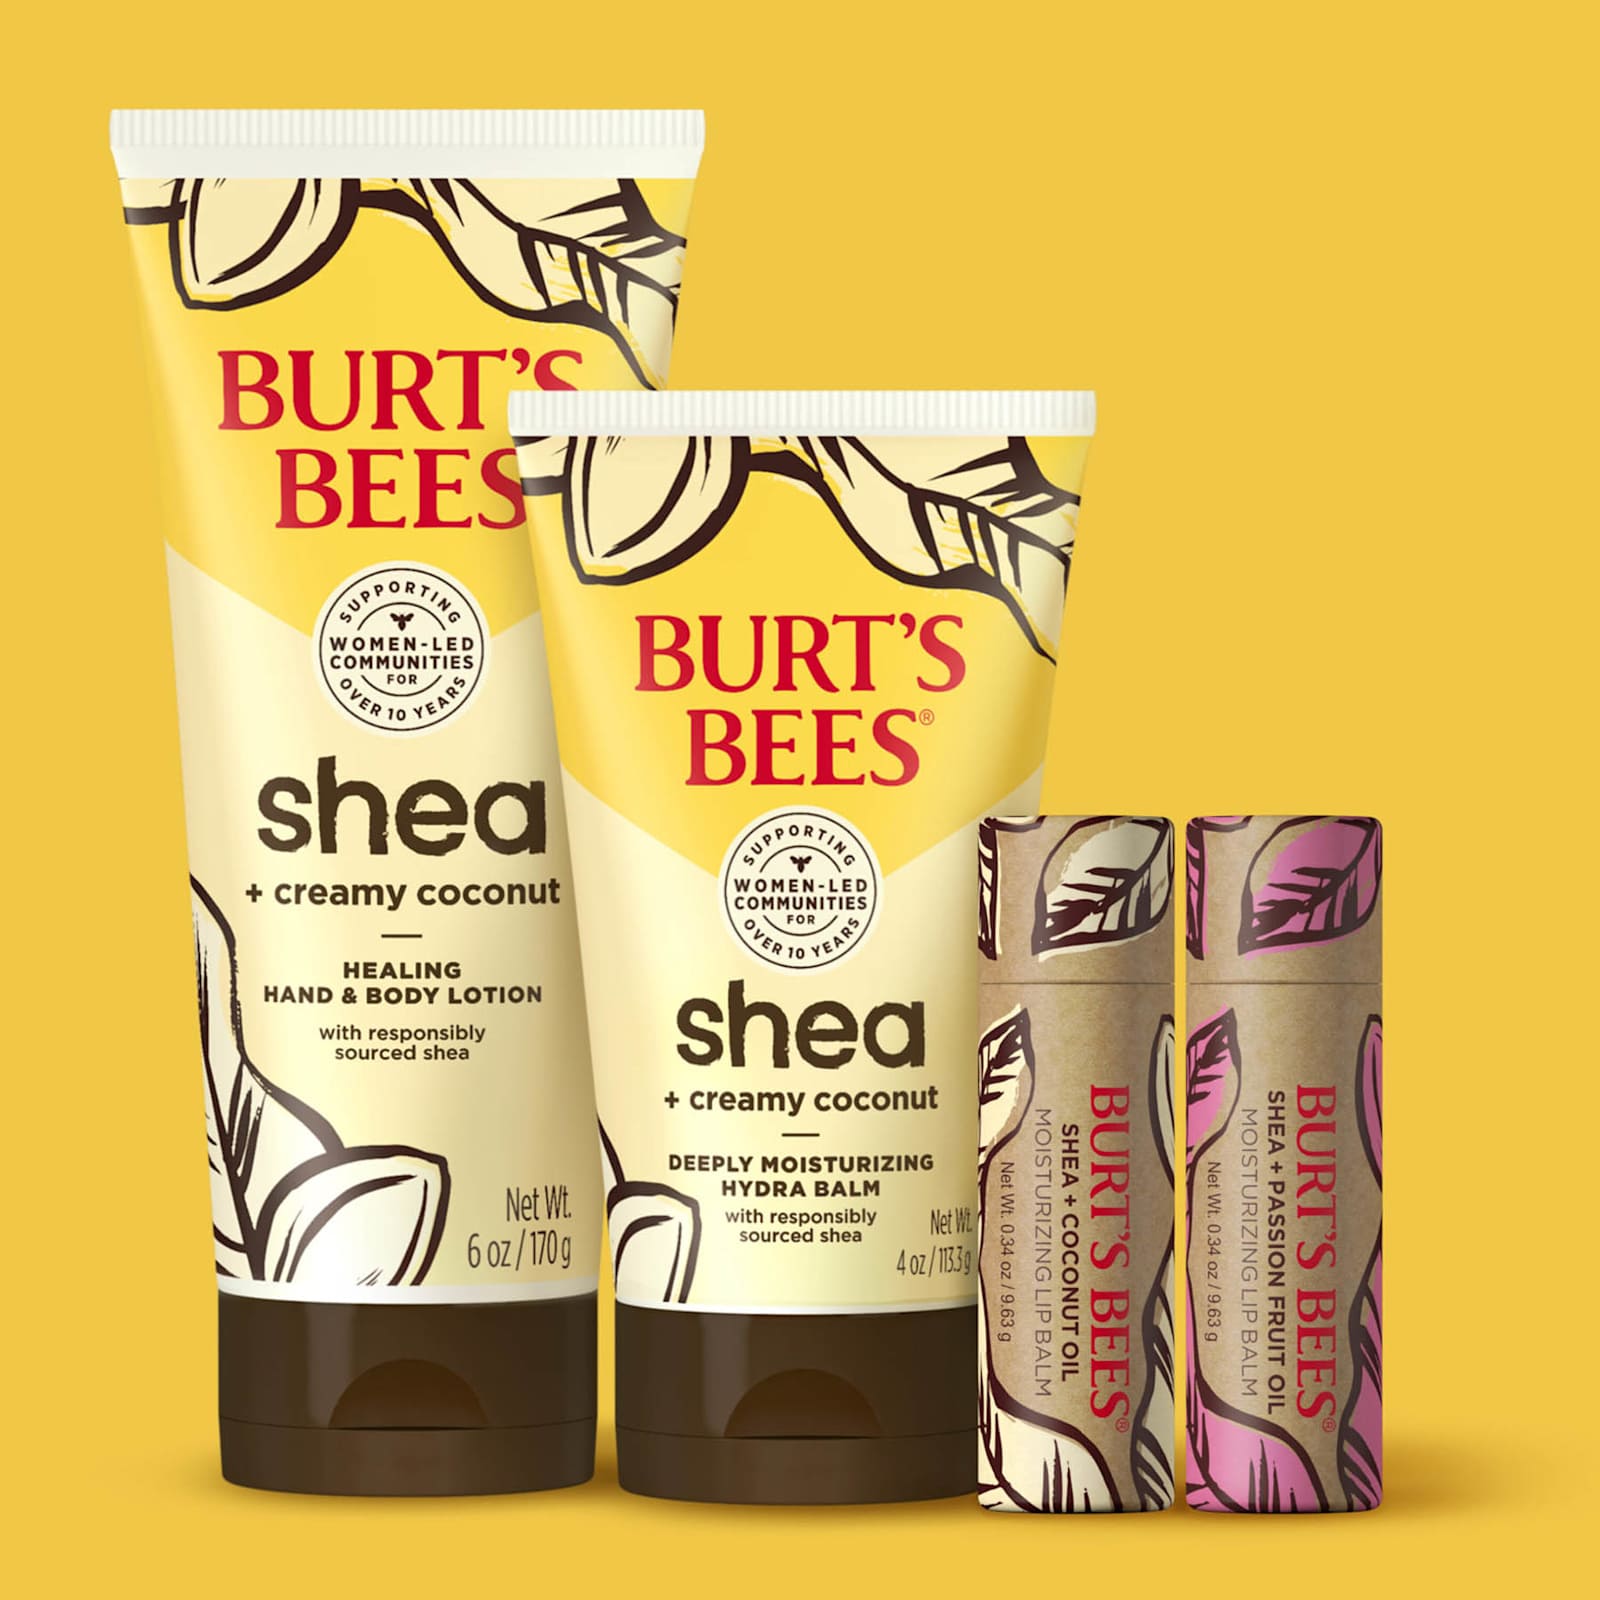 BURT'S
BEES
SUPPORTING
WOMEN-LED
COMMUNITIES
FOR
OVER 10 YEARS
shea
+ creamy coconut
HEALING
HAND & BODY LOTION
with responsibly
sourced shea
Net Wt.
6 oz / 170 g
BURT'S
BEES®
SUPPORTING
WOMEN-LED
COMMUNITIES
FOR
OVER 10 YEARS
shea
+ creamy coconut
DEEPLY MOISTURIZING
HYDRA BALM
with responsibly
sourced shea
Net Wt.
4 oz / 113.3 g
BURT'S BEES®
SHEA + COCONUT OIL
MOISTURIZING LIP BALM
Net Wt. 0.34 oz / 9.63 g
BURT'S BEES®
SHEA + PASSION FRUIT OIL
MOISTURIZING LIP BALM
Net Wt. 0.34 oz / 9.63 g